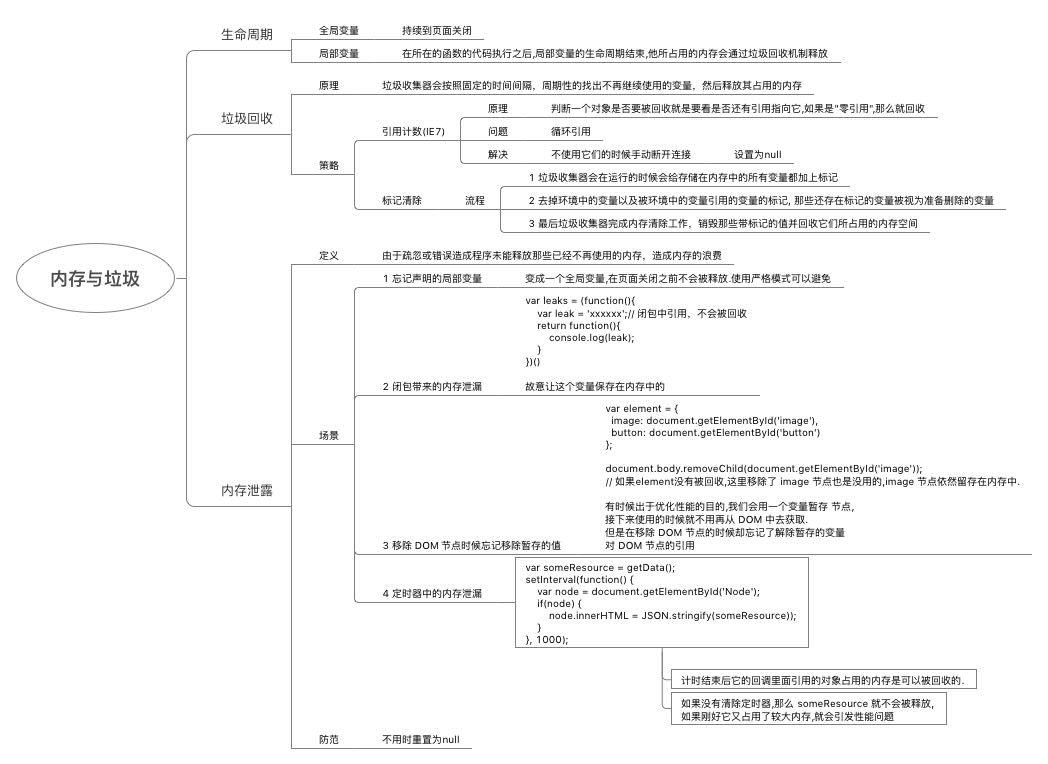 内存与垃圾
生命周期
全局变量
持续到页面关闭
局部变量
在所在的函数的代码执行之后,局部变量的生命周期结束,他所占用的内存会通过垃圾回收机制释放
垃圾回收
原理
垃圾收集器会按照固定的时间间隔，周期性的找出不再继续使用的变量，然后释放其占用的内存
策略
引用计数(IE7)
原理
判断一个对象是否要被回收就是要看是否还有引用指向它,如果是"零引用",那么就回收
问题
循环引用
解决
不使用它们的时候手动断开连接
设置为null
标记清除
流程
1 垃圾收集器会在运行的时候会给存储在内存中的所有变量都加上标记
2 去掉环境中的变量以及被环境中的变量引用的变量的标记, 那些还存在标记的变量被视为准备删除的变量
3 最后垃圾收集器完成内存清除工作，销毁那些带标记的值并回收它们所占用的内存空间
内存泄露
定义
由于疏忽或错误造成程序未能释放那些已经不再使用的内存，造成内存的浪费
场景
1 忘记声明的局部变量
变成一个全局变量,在页面关闭之前不会被释放.使用严格模式可以避免
2 闭包带来的内存泄漏
var leaks = (function(){
var leak = 'xxxxxx';// 闭包中引用，不会被回收
return function(){
console.log(leak);
}
})()
故意让这个变量保存在内存中的
3 移除 DOM 节点时候忘记移除暂存的值
var element = {
image: document.getElementById('image'),
button: document.getElementById('button')
};
document.body.removeChild(document.getElementById('image'));
// 如果element没有被回收,这里移除了 image 节点也是没用的,image 节点依然留存在内存中.
有时候出于优化性能的目的,我们会用一个变量暂存 节点,
接下来使用的时候就不用再从 DOM 中去获取.
但是在移除 DOM 节点的时候却忘记了解除暂存的变量
对 DOM 节点的引用
4 定时器中的内存泄漏
var someResource = getData();
setInterval(function() {
var node = document.getElementById('Node');
if(node) {
node.innerHTML = JSON.stringify(someResource));
}
}, 1000);
计时结束后它的回调里面引用的对象占用的内存是可以被回收的.
如果没有清除定时器,那么 someResource 就不会被释放,
如果刚好它又占用了较大内存,就会引发性能问题
防范
不用时重置为null